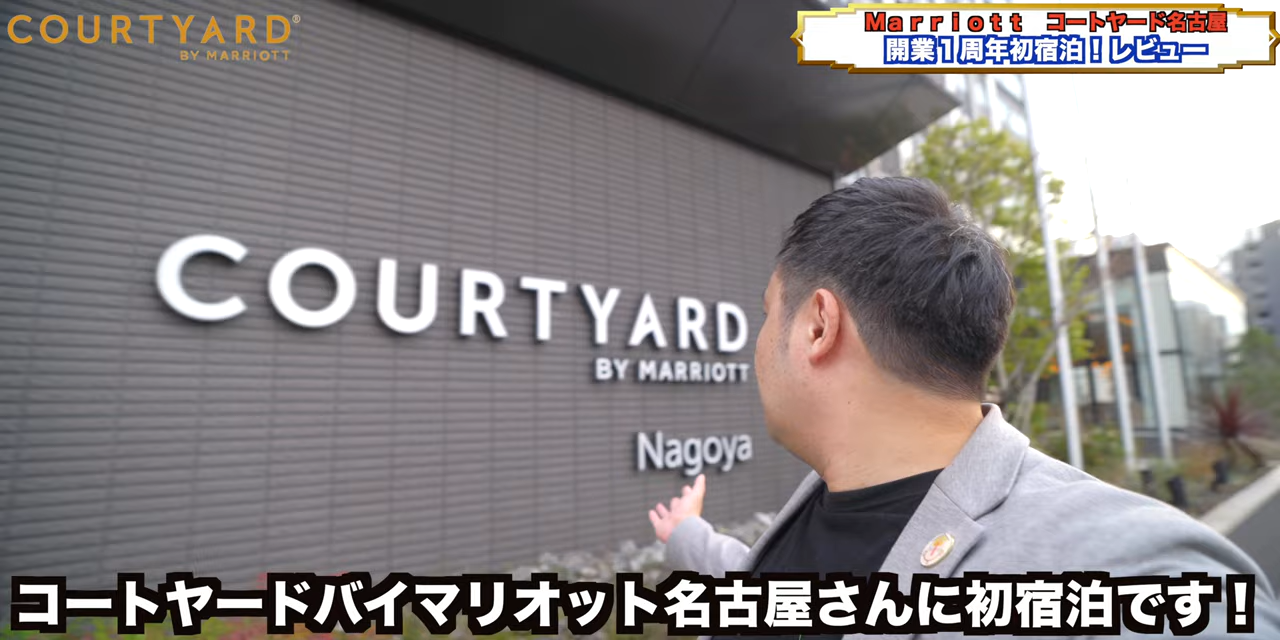 COURTYARD®
BY MARRIOTT
Marriott コートヤード名古屋
開業1周年初宿泊！レビュー
COURTYARD
BY MARRIOTT
Nagoya
コートヤードバイマリオット名古屋さんに初宿泊です！